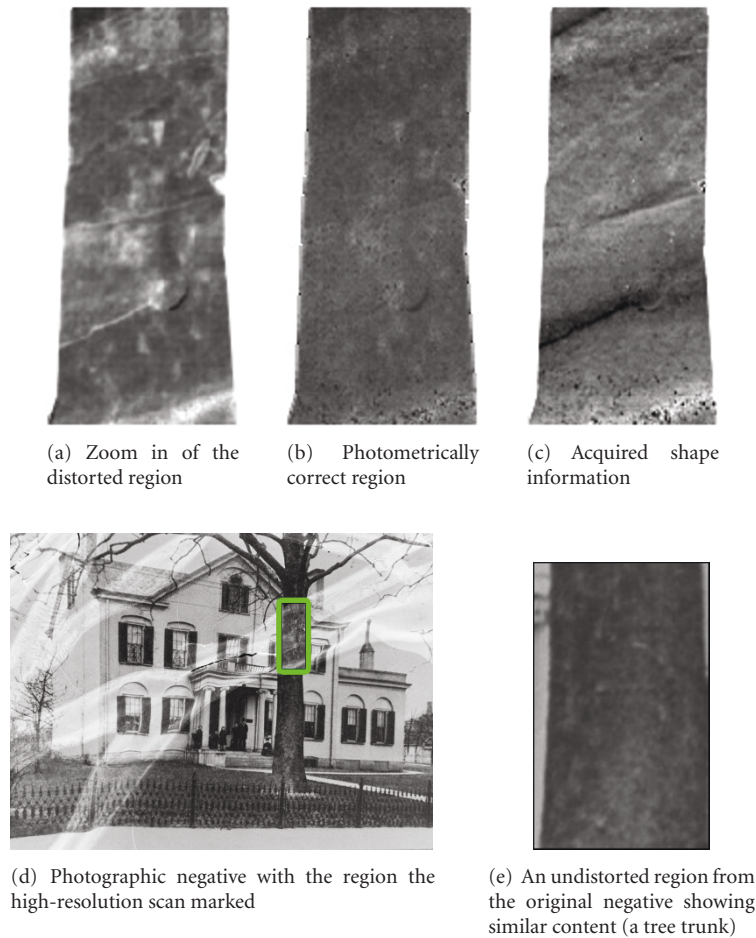 (a) Zoom in of the
distorted region
(b) Photometrically
correct region
(c) Acquired shape
information
(d) Photographic negative with the region the
high-resolution scan marked
(e) An undistorted region from
the original negative showing
similar content (a tree trunk)